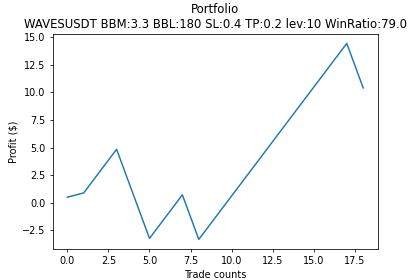 Portfolio
WAVESUSDT BBM:3.3 BBL:180 SL:0.4 TP:0.2 lev:10 WinRatio:79.0
15.0
12.5
10.0
7.5
5.0
2.5
0.0
−2.5
Profit ($)
0.0 2.5 5.0 7.5 10.0 12.5 15.0 17.5
Trade counts